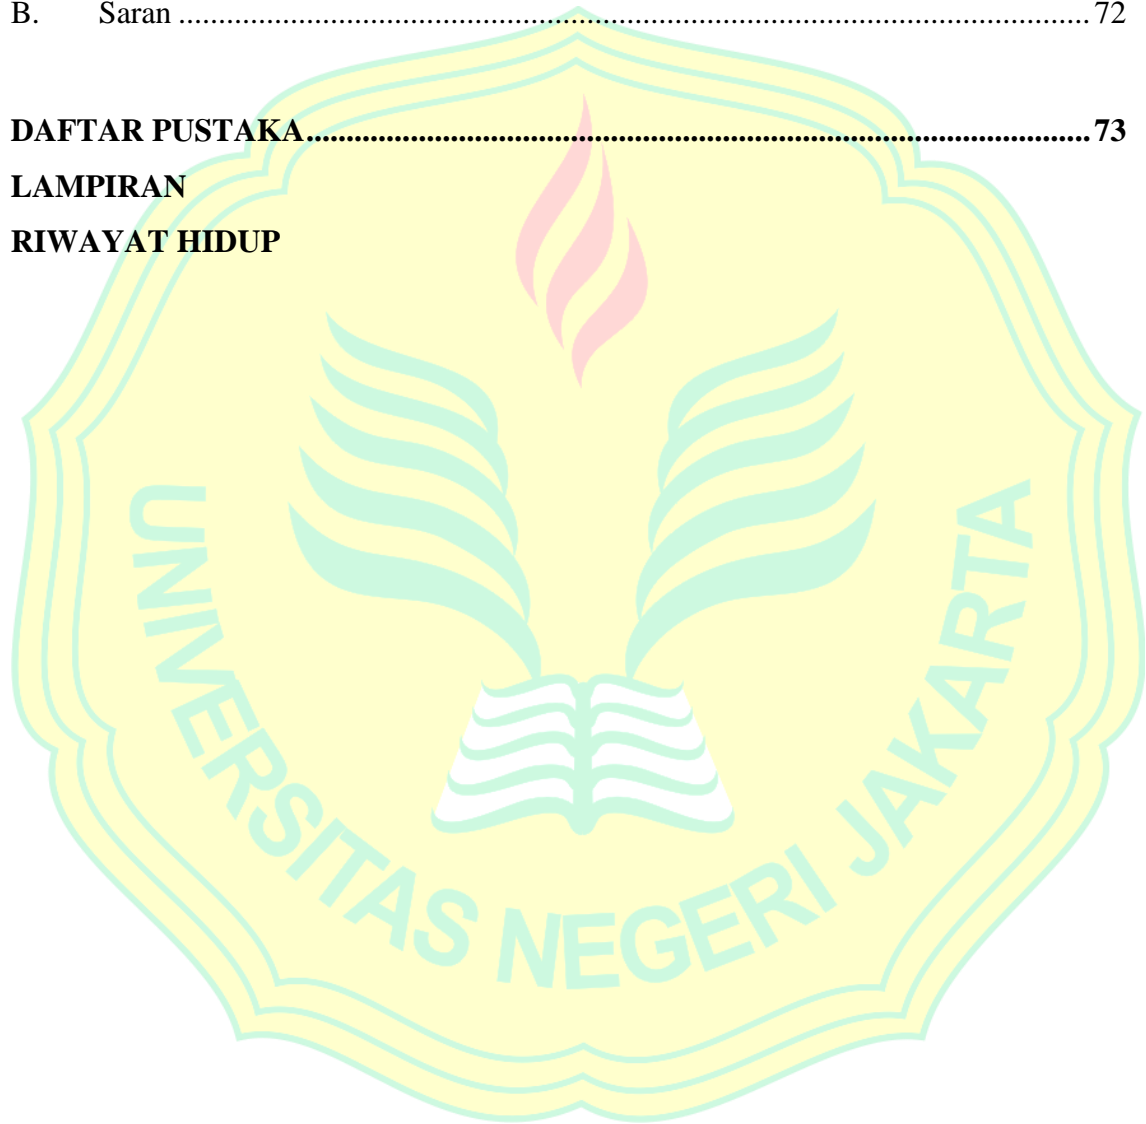 B. Saran ........................................................................................................................ 72
DAFTAR PUSTAKA.................................................................................................... 73
LAMPIRAN
RIWAYAT HIDUP
UNIVERSITAS NEGERI JAKARTA